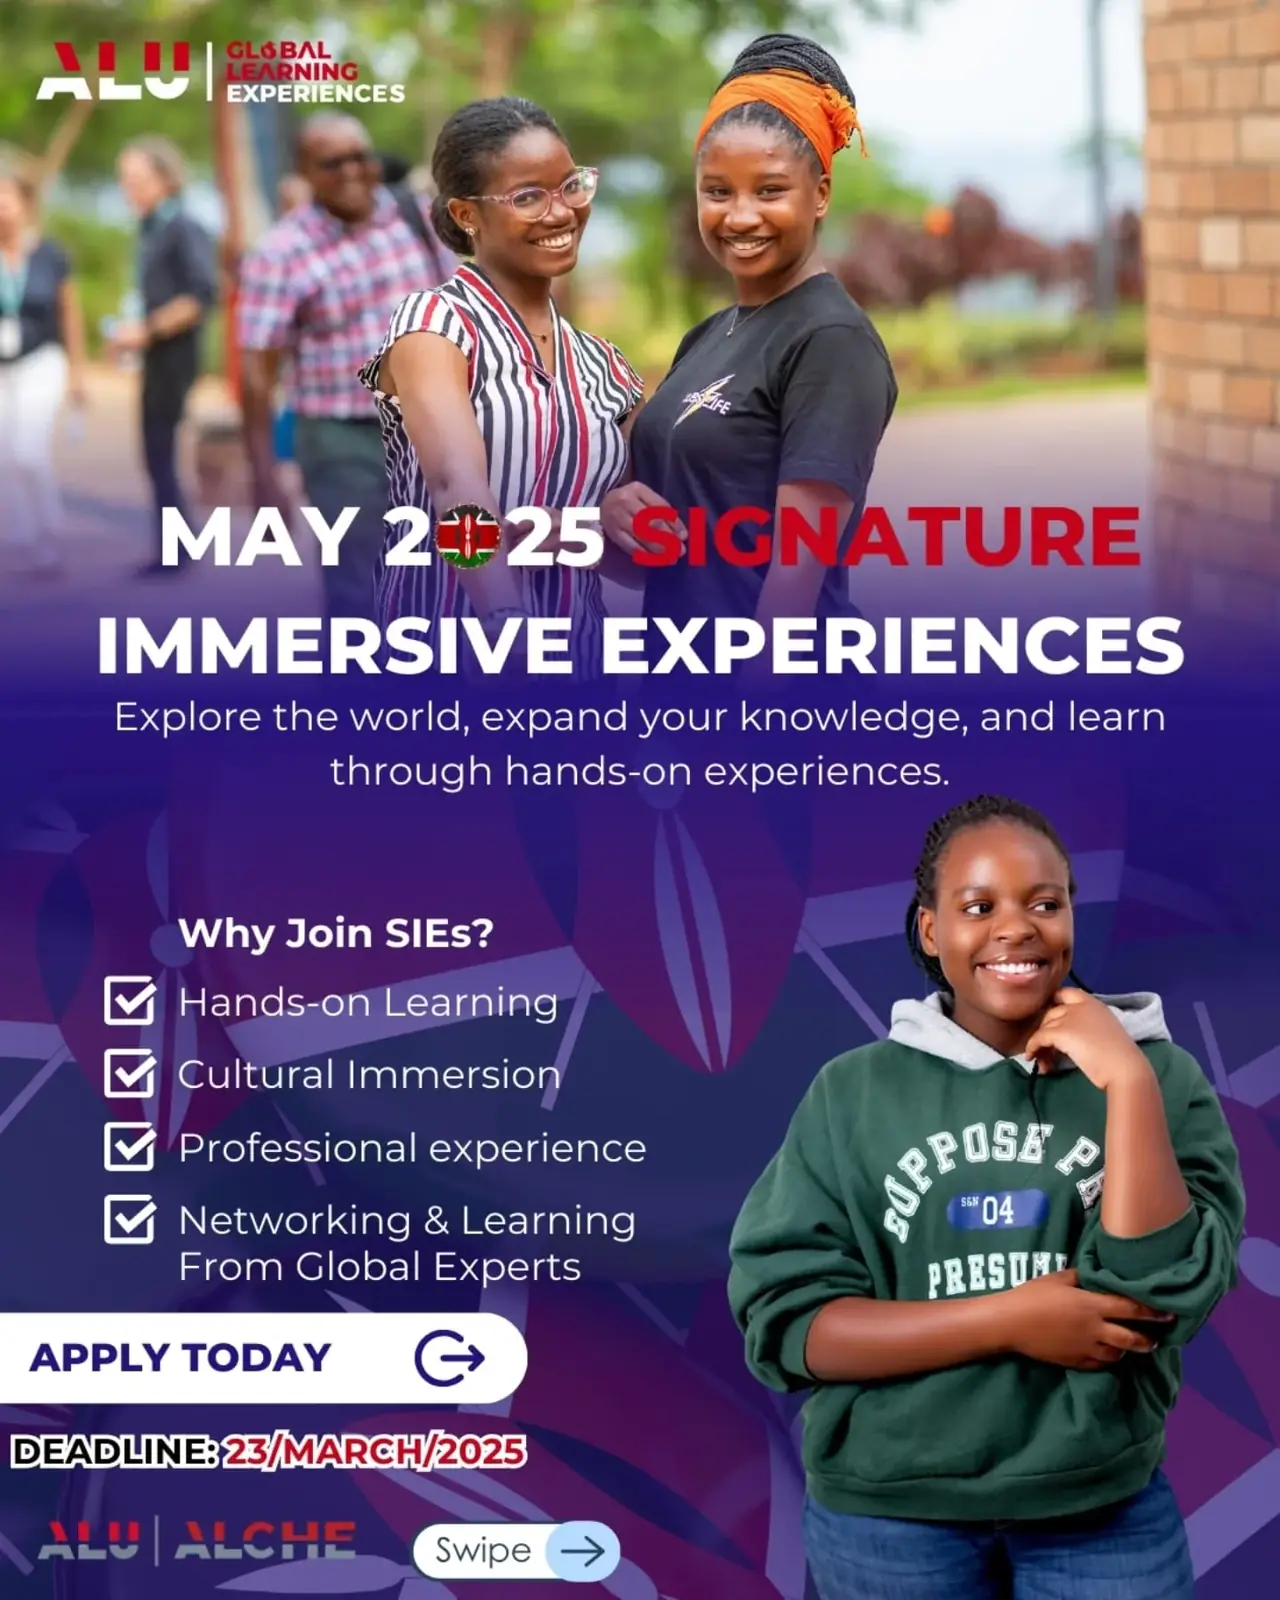 ALU
GLOBAL
LEARNING
EXPERIENCES
MAY 2025 SIGNATURE
IMMERSIVE EXPERIENCES
Explore the world, expand your knowledge, and learn
through hands-on experiences.
Why Join SIEs?
Hands-on Learning
Cultural Immersion
Professional experience
Networking & Learning
From Global Experts
SUPPOSE
S&N 04
APPLY TODAY
DEADLINE: 23/MARCH/2025
ALU | ALCHE
Swipe